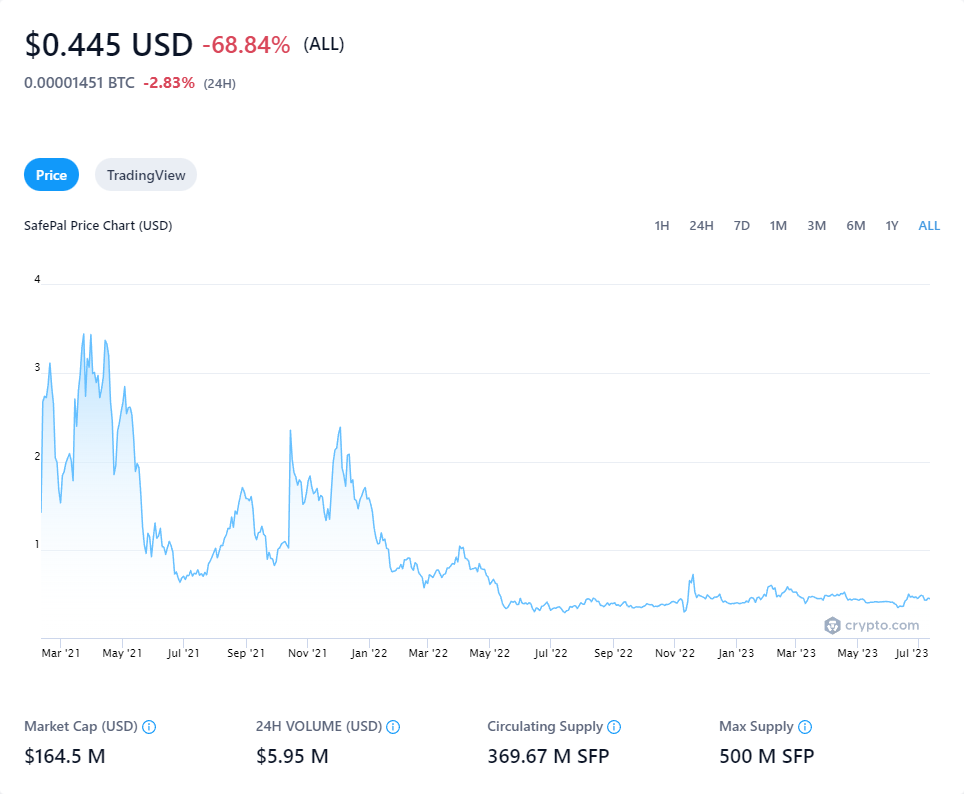 $0.445 USD -68.84% (ALL)
0.00001451 BTC -2.83% (24H)
Price TradingView
SafePal Price Chart (USD) 1H 24H 7D 1M 3M 6M 1Y ALL
4
3
2
1
crypto.com
Mar '21 May '21 Jul '21 Sep '21 Nov '21 Jan '22 Mar '22 May '22 Jul '22 Sep '22 Nov '22 Jan '23 Mar '23 May '23 Jul '23
Market Cap (USD) 24H VOLUME (USD) Circulating Supply Max Supply
$164.5 M $5.95 M 369.67 M SFP 500 M SFP